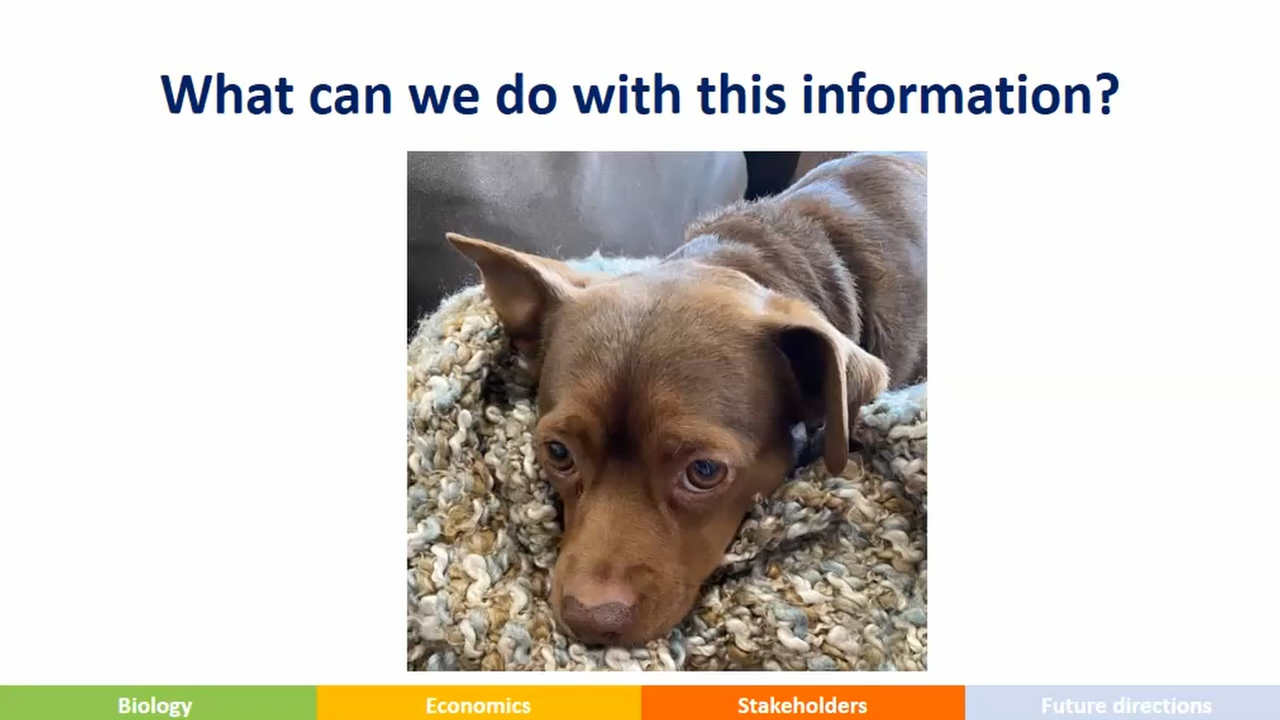 What can we do with this information?
Biology
Economics
Stakeholders
Future directions